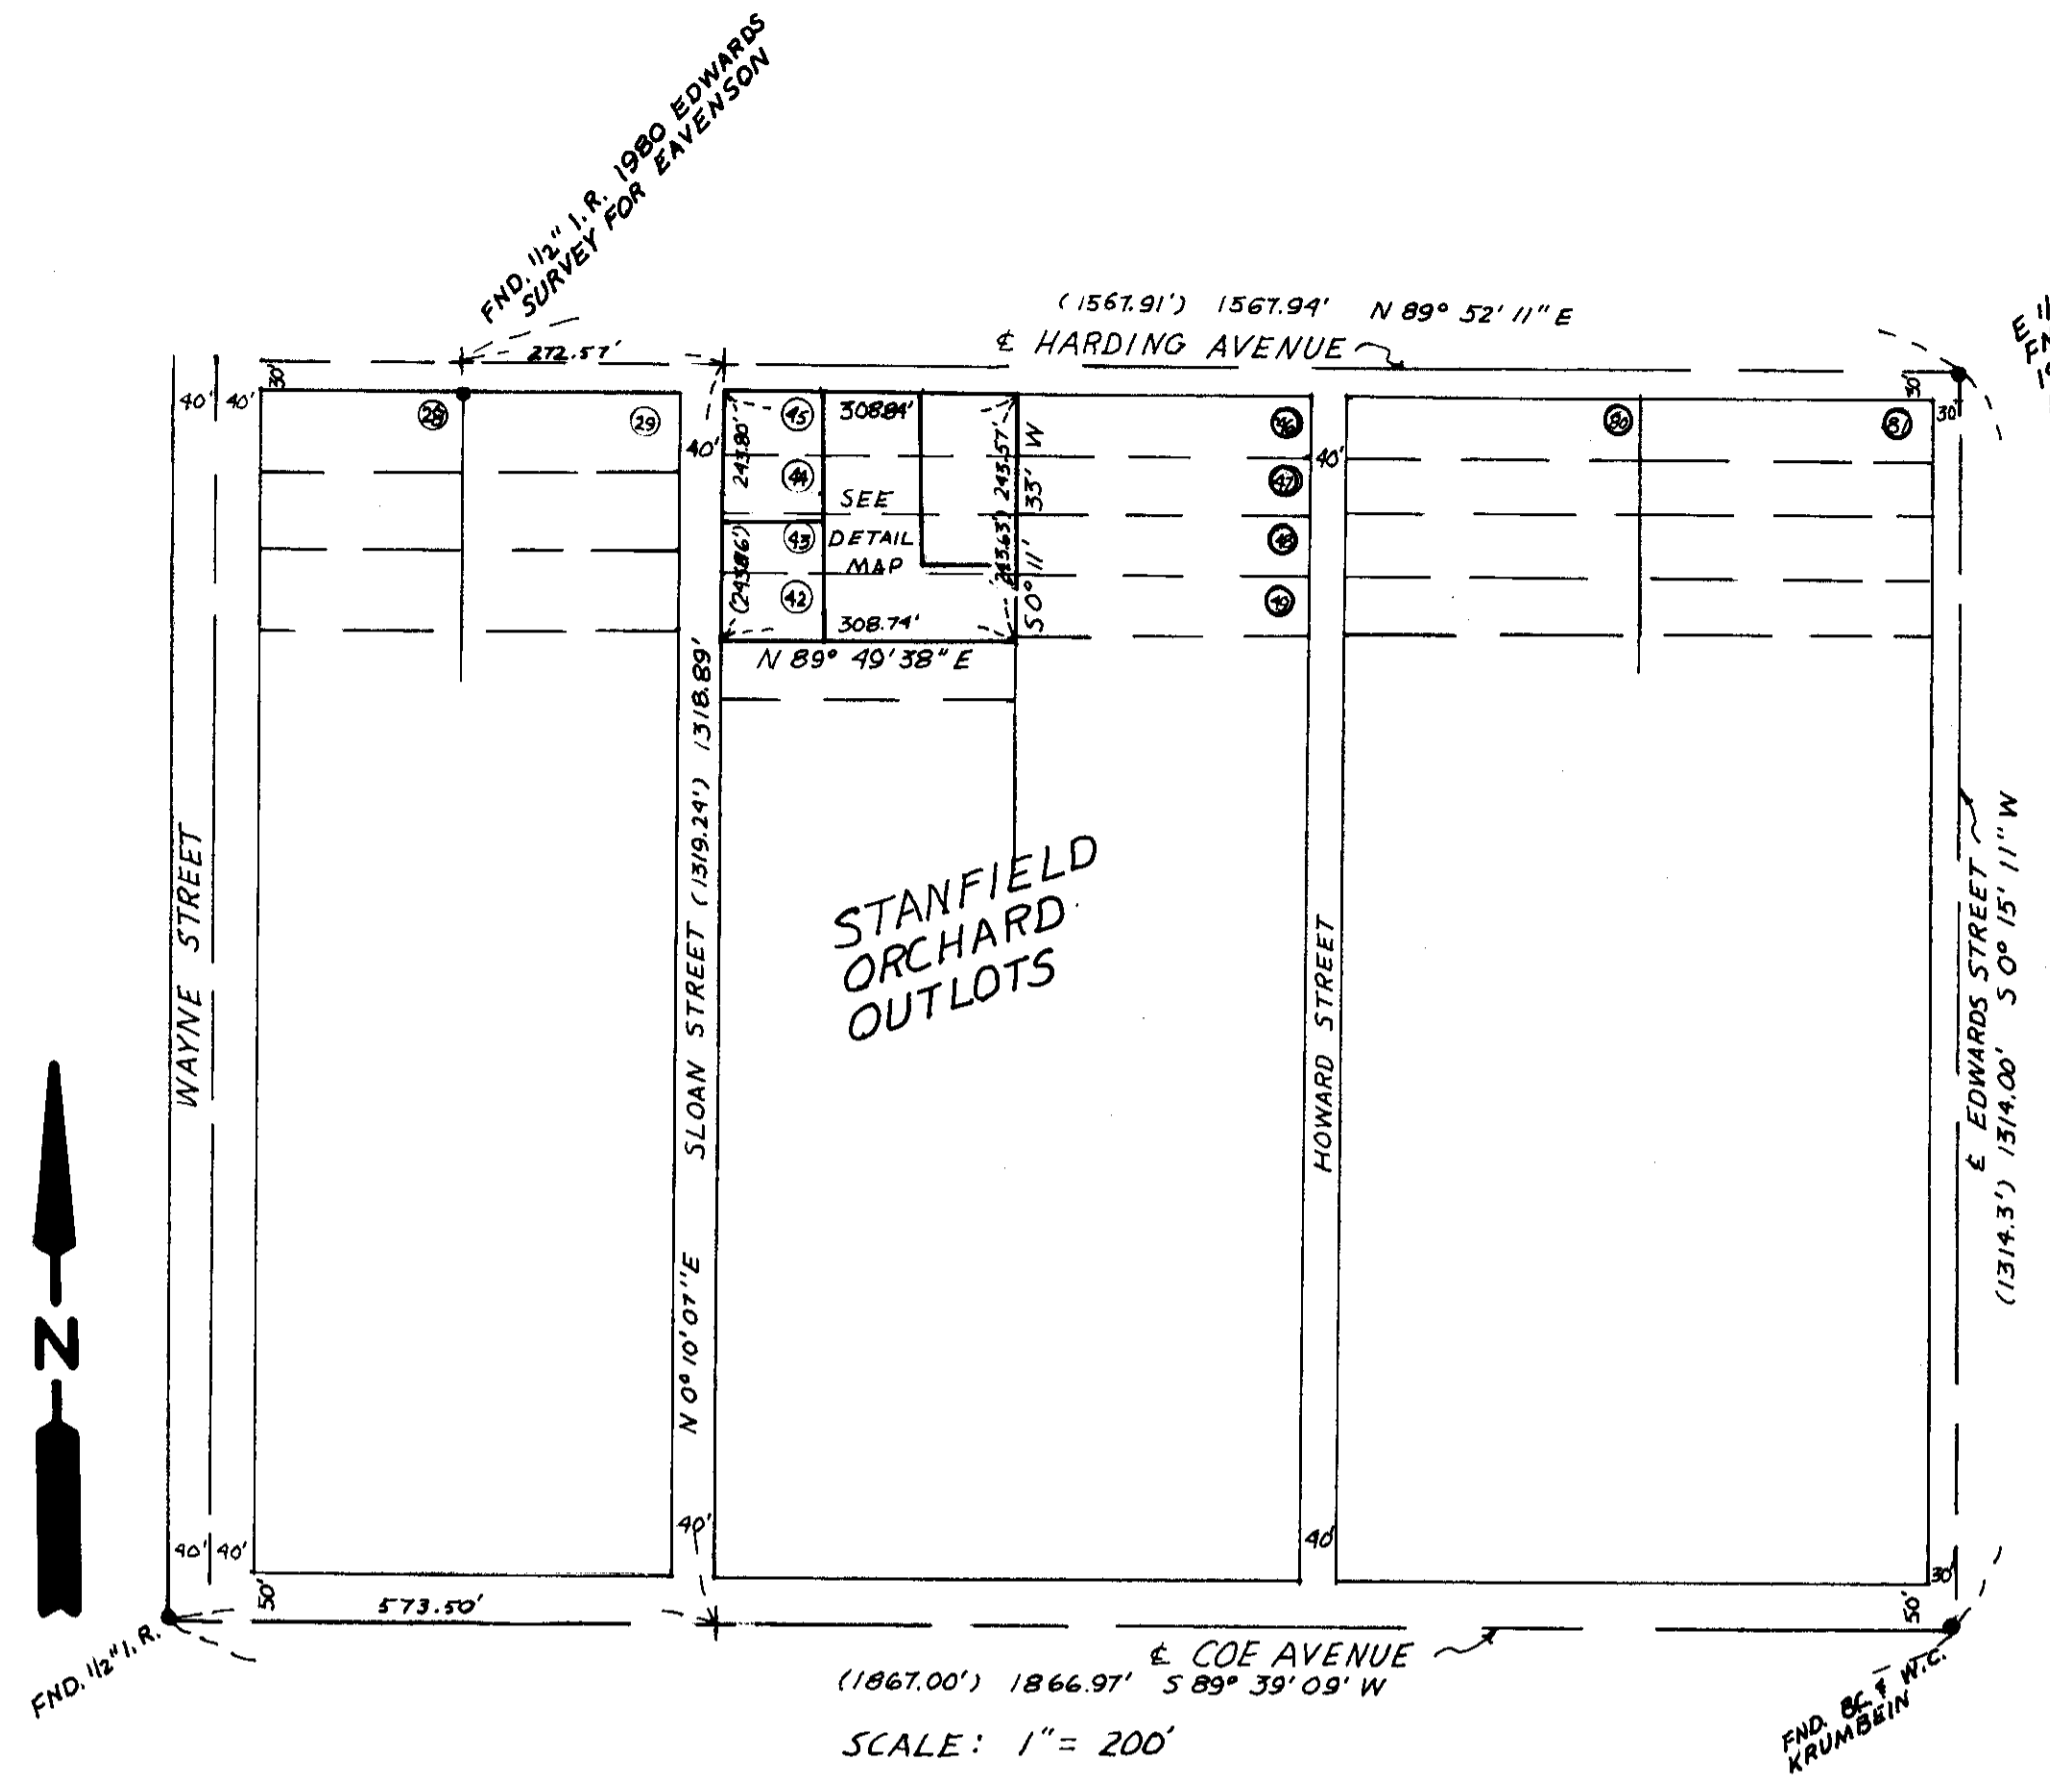 FND. 1/2" I.R. 1980 EDWARDS
SURVEY FOR EAVENSON
(1567.91') 1567.94' N 89° 52' 11" E
℄ HARDING AVENUE
272.57'
30'
40' 40'
28
29
40'
45
308.84'
243.80'
44
SEE
DETAIL
MAP
43
42
(243.86')
308.74'
(243.63') 243.57'
S 0° 11' 33" W
N 89° 49' 38" E
46
47
48
49
40'
80
81
30'
30'
WAYNE STREET
N 0° 10' 07" E SLOAN STREET (1319.24') 1318.89'
STANFIELD
ORCHARD
OUTLOTS
HOWARD STREET
℄ EDWARDS STREET
(1314.3') 1314.00' S 0° 15' 11" W
N
40' 40'
50'
573.50'
40'
40'
30'
50'
FND. 1/2" I.R.
℄ COE AVENUE
(1867.00') 1866.97' S 89° 39' 09' W
FND. BC. & W.C.
KRUMBEIN
SCALE: 1" = 200'